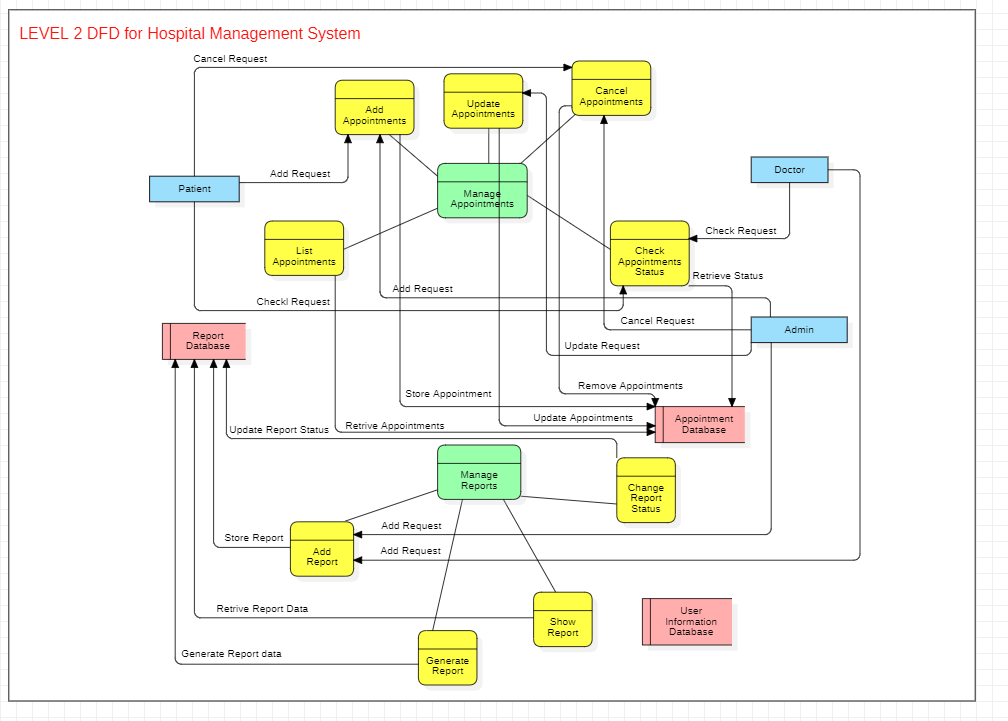 LEVEL 2 DFD for Hospital Management System
Cancel Request
Cancel
Appointments
Add
Appointments
Update
Appointments
Patient
Add Request
Manage
Appointments
Doctor
Check Request
List
Appointments
Check
Appointments
Status
Retrieve Status
Add Request
Checkl Request
Cancel Request
Admin
Report
Database
Update Request
Remove Appointments
Store Appointment
Update Appointments
Appointment
Database
Retrive Appointments
Update Report Status
Manage
Reports
Change
Report
Status
Add Request
Store Report
Add
Report
Add Request
Retrive Report Data
Show
Report
User
Information
Database
Generate Report data
Generate
Report